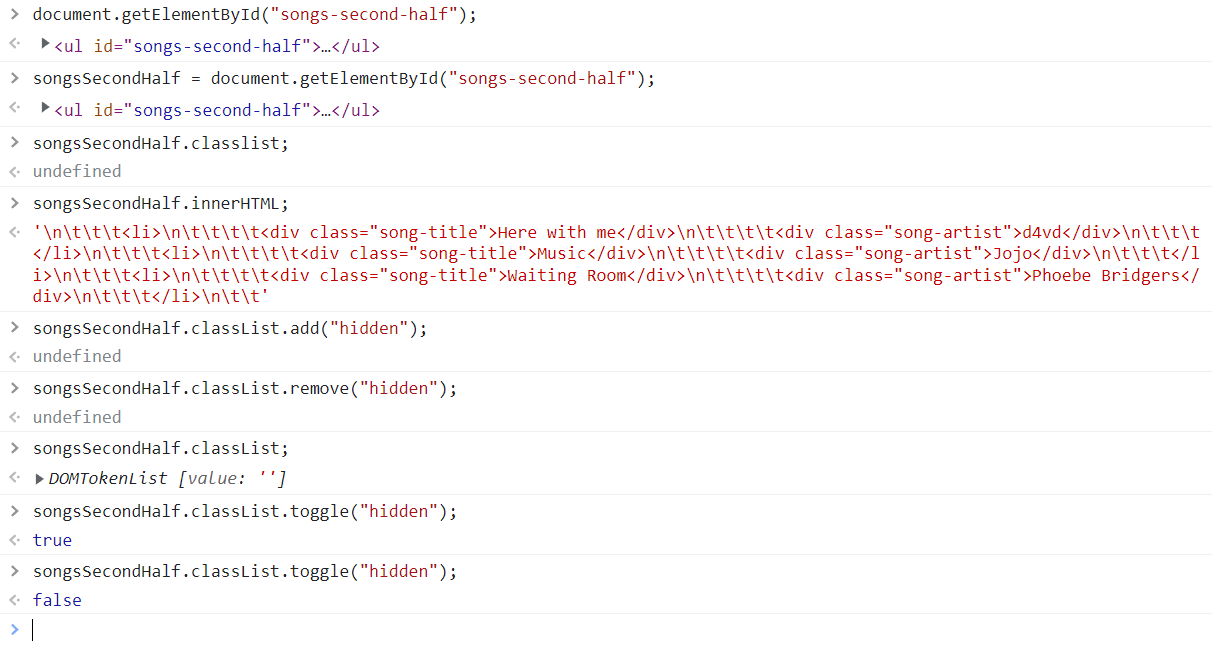 > document.getElementById("songs-second-half");
<· ▶<ul id="songs-second-half">…</ul>
> songsSecondHalf = document.getElementById("songs-second-half");
<· ▶<ul id="songs-second-half">…</ul>
> songsSecondHalf.classlist;
<· undefined
> songsSecondHalf.innerHTML;
<· '\n\t\t\t<li>\n\t\t\t\t<div class="song-title">Here with me</div>\n\t\t\t\t<div class="song-artist">d4vd</div>\n\t\t\t
</li>\n\t\t\t<li>\n\t\t\t\t<div class="song-title">Music</div>\n\t\t\t\t<div class="song-artist">Jojo</div>\n\t\t\t</l
i>\n\t\t\t<li>\n\t\t\t\t<div class="song-title">Waiting Room</div>\n\t\t\t\t<div class="song-artist">Phoebe Bridgers</
div>\n\t\t\t</li>\n\t\t'
> songsSecondHalf.classList.add("hidden");
<· undefined
> songsSecondHalf.classList.remove("hidden");
<· undefined
> songsSecondHalf.classList;
<· ▶DOMTokenList [value: '']
> songsSecondHalf.classList.toggle("hidden");
<· true
> songsSecondHalf.classList.toggle("hidden");
<· false
>